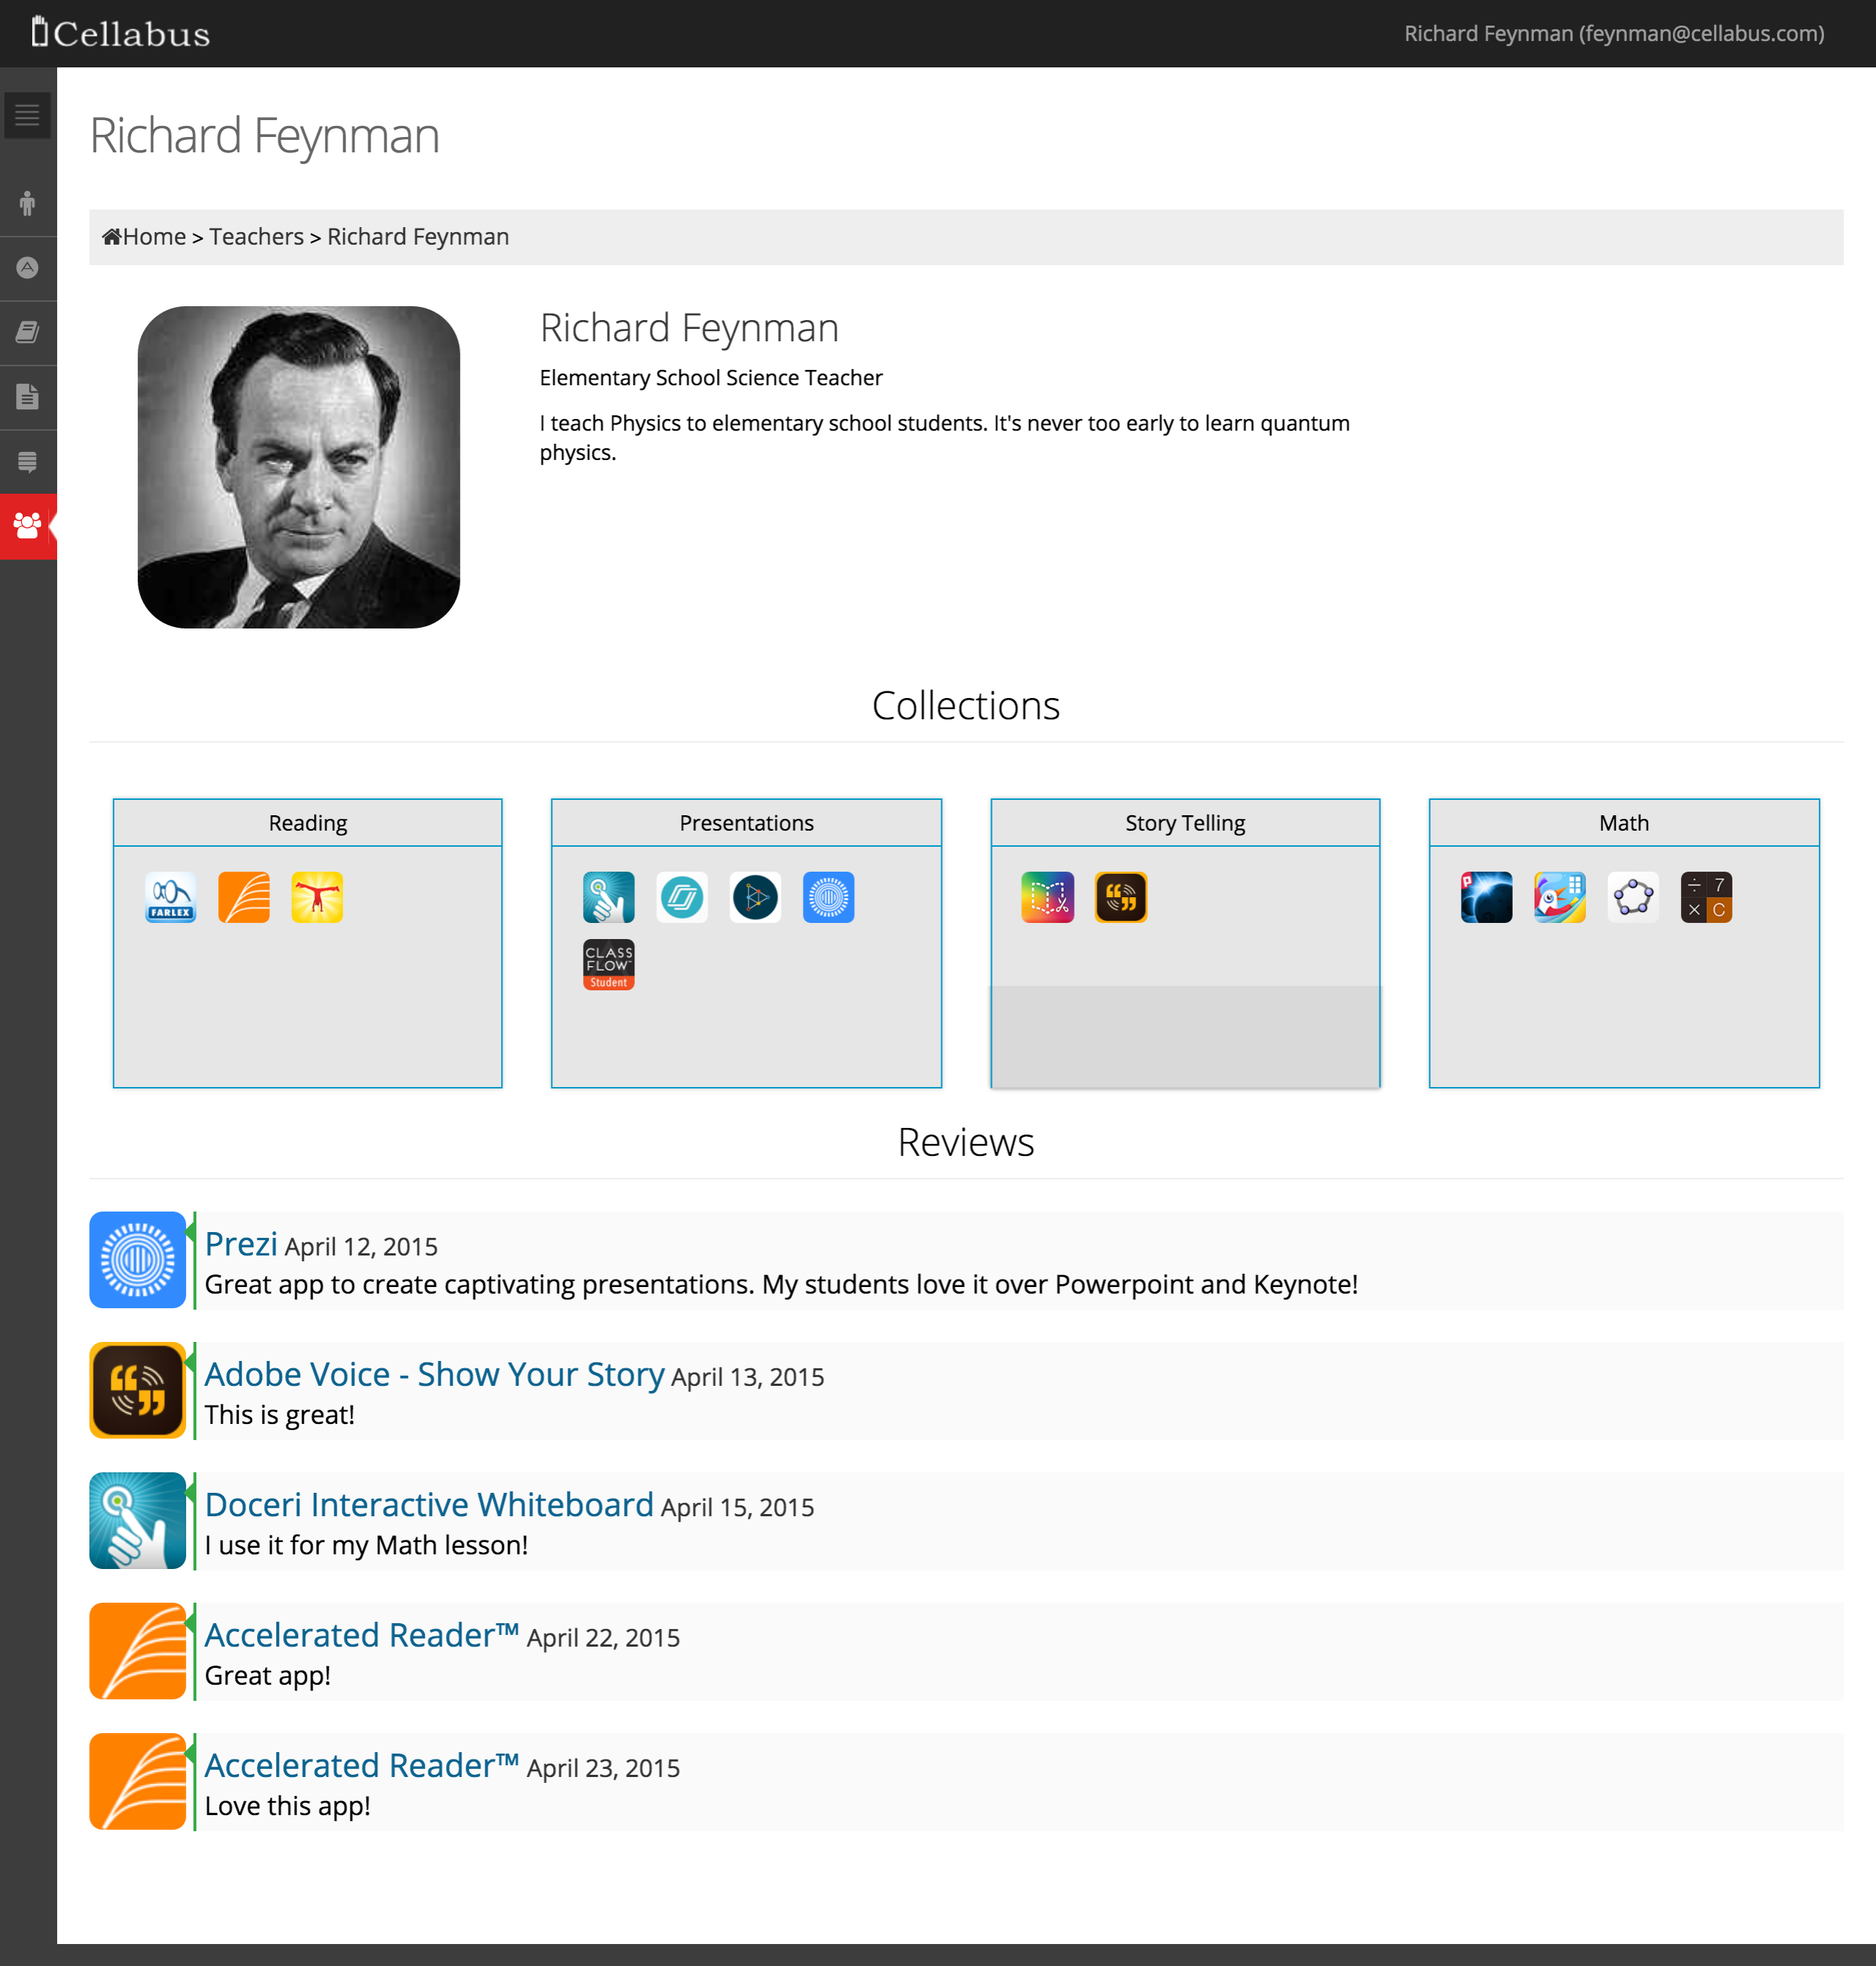 Cellabus
Richard Feynman (feynman@cellabus.com)
Richard Feynman
Home > Teachers > Richard Feynman
Richard Feynman
Elementary School Science Teacher
I teach Physics to elementary school students. It's never too early to learn quantum
physics.
Collections
Reading
Presentations
Story Telling
Math
FARLEX
P
÷ 7
× C
CLASS
FLOW
Student
Reviews
Prezi April 12, 2015
Great app to create captivating presentations. My students love it over Powerpoint and Keynote!
Adobe Voice - Show Your Story April 13, 2015
This is great!
Doceri Interactive Whiteboard April 15, 2015
I use it for my Math lesson!
Accelerated Reader™ April 22, 2015
Great app!
Accelerated Reader™ April 23, 2015
Love this app!